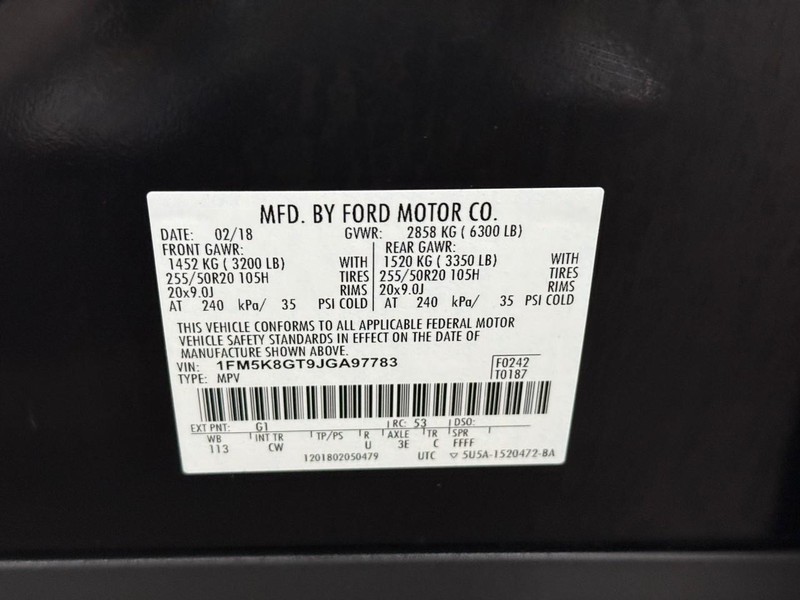 MFD. BY FORD MOTOR CO.
DATE: 02/18 GVWR: 2858 KG ( 6300 LB)
FRONT GAWR: REAR GAWR:
1452 KG ( 3200 LB) WITH 1520 KG ( 3350 LB) WITH
255/50R20 105H TIRES 255/50R20 105H TIRES
20x9.0J RIMS 20x9.0J RIMS
AT 240 kPa/ 35 PSI COLD AT 240 kPa/ 35 PSI COLD
THIS VEHICLE CONFORMS TO ALL APPLICABLE FEDERAL MOTOR
VEHICLE SAFETY STANDARDS IN EFFECT ON THE DATE OF
MANUFACTURE SHOWN ABOVE.
VIN: 1FM5K8GT9JGA97783 F0242
TYPE: MPV T0187
EXT PNT: G1 RC: 53 DSO:
WB INT TR TP/PS R AXLE TR SPR
113 CW U 3E C FFFF
1201802050479 UTC ▽ 5U5A-1520472-BA